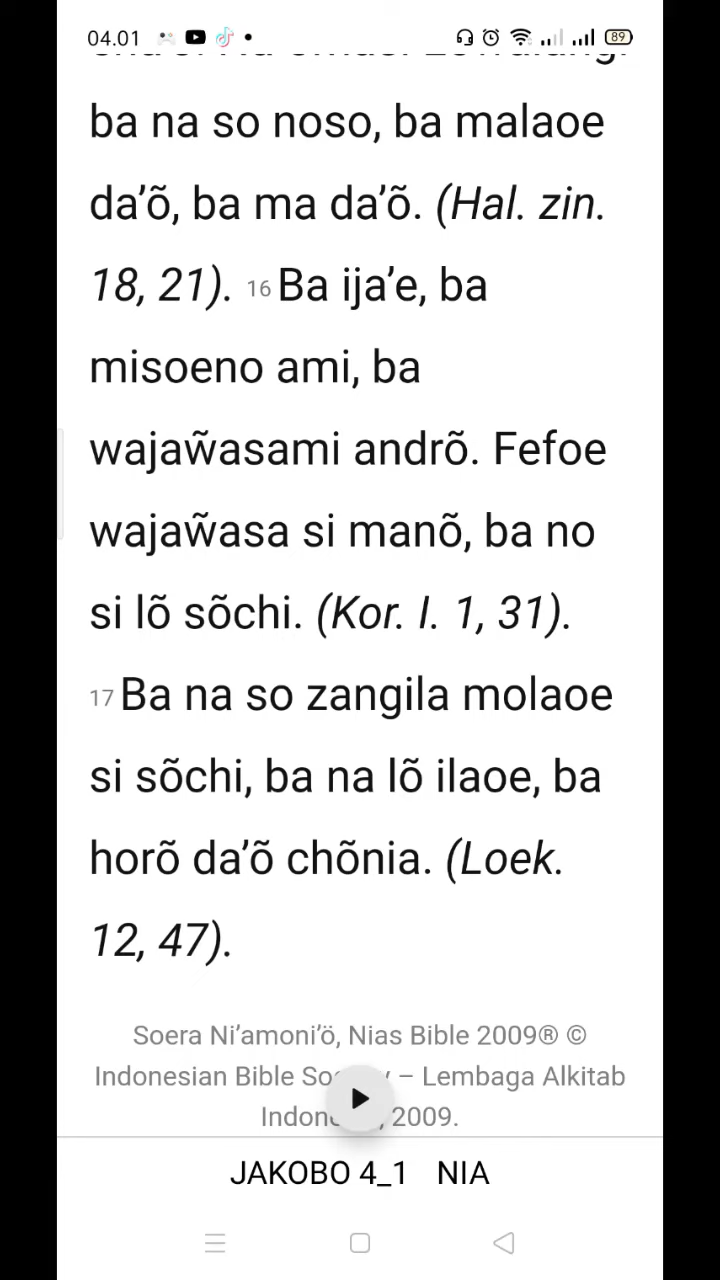 04.01
89
ba na so noso, ba malaoe
da’õ, ba ma da’õ. (Hal. zin.
18, 21). 16 Ba ija’e, ba
misoeno ami, ba
wajaw̃asami andrõ. Fefoe
wajaw̃asa si manõ, ba no
si lõ sõchi. (Kor. I. 1, 31).
17 Ba na so zangila molaoe
si sõchi, ba na lõ ilaoe, ba
horõ da’õ chõnia. (Loek.
12, 47).
Soera Ni’amoni’ö, Nias Bible 2009® ©
Indonesian Bible – Lembaga Alkitab
2009.
JAKOBO 4_1 NIA